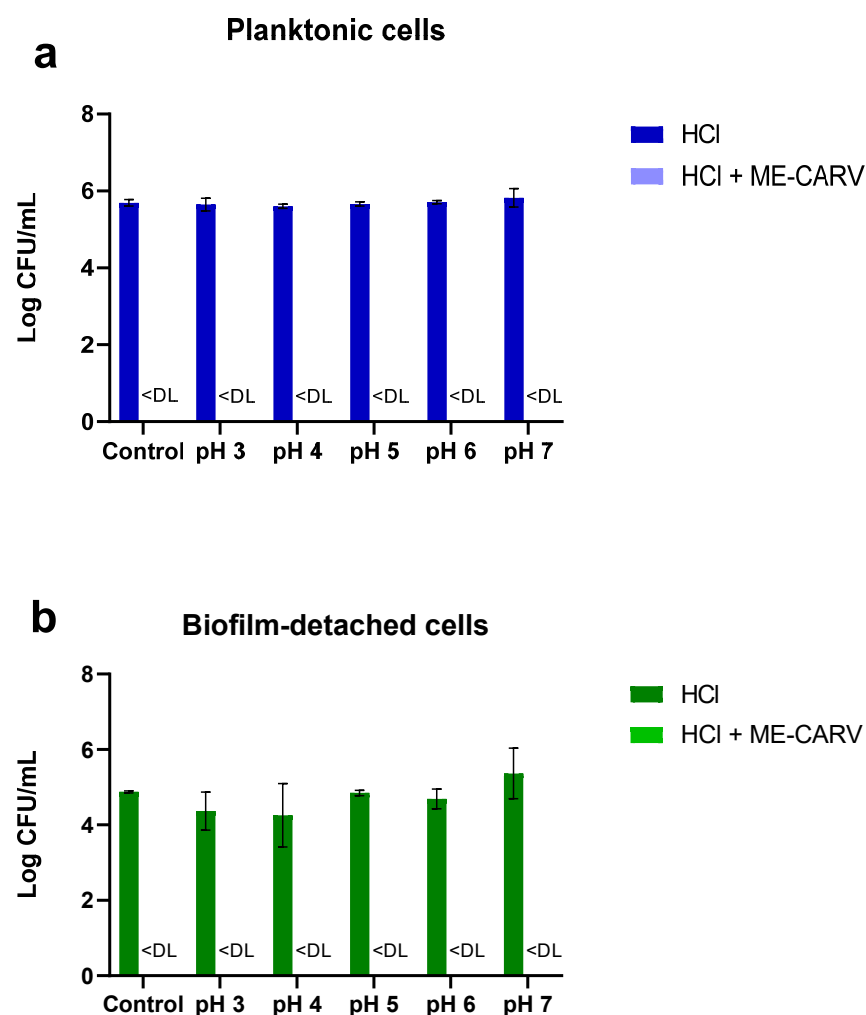 a
Planktonic cells
Log CFU/mL
8
6
4
2
0
<DL <DL <DL <DL <DL <DL
Control pH 3 pH 4 pH 5 pH 6 pH 7
HCl
HCl + ME-CARV
b
Biofilm-detached cells
Log CFU/mL
8
6
4
2
0
<DL <DL <DL <DL <DL <DL
Control pH 3 pH 4 pH 5 pH 6 pH 7
HCl
HCl + ME-CARV